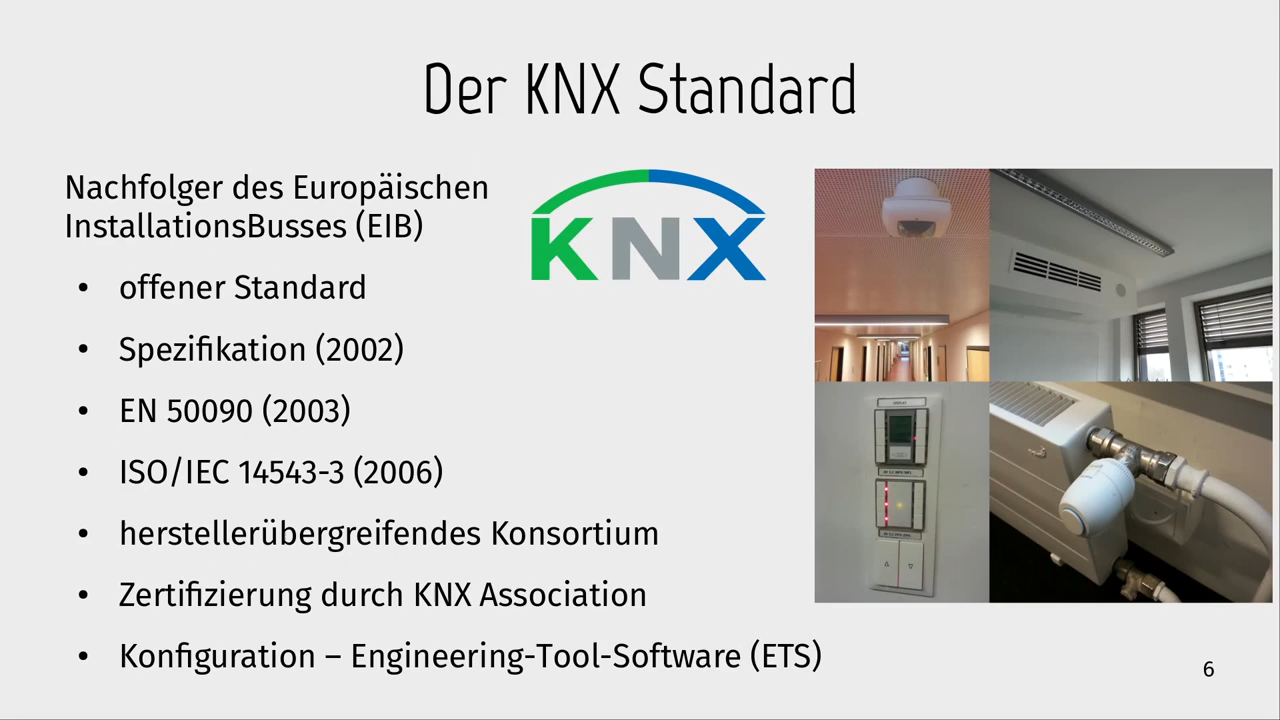 Der KNX Standard
Nachfolger des Europäischen
InstallationsBusses (EIB)
KNX
• offener Standard
• Spezifikation (2002)
• EN 50090 (2003)
• ISO/IEC 14543-3 (2006)
• herstellerübergreifendes Konsortium
• Zertifizierung durch KNX Association
• Konfiguration – Engineering-Tool-Software (ETS)
6